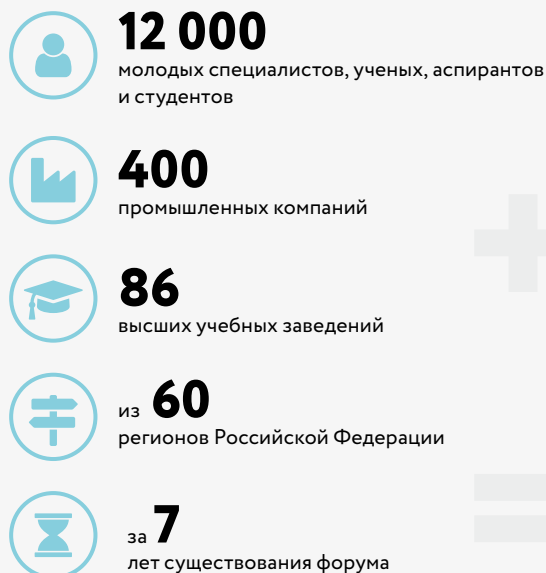 12 000
молодых специалистов, ученых, аспирантов
и студентов
400
промышленных компаний
86
высших учебных заведений
из 60
регионов Российской Федерации
за 7
лет существования форума